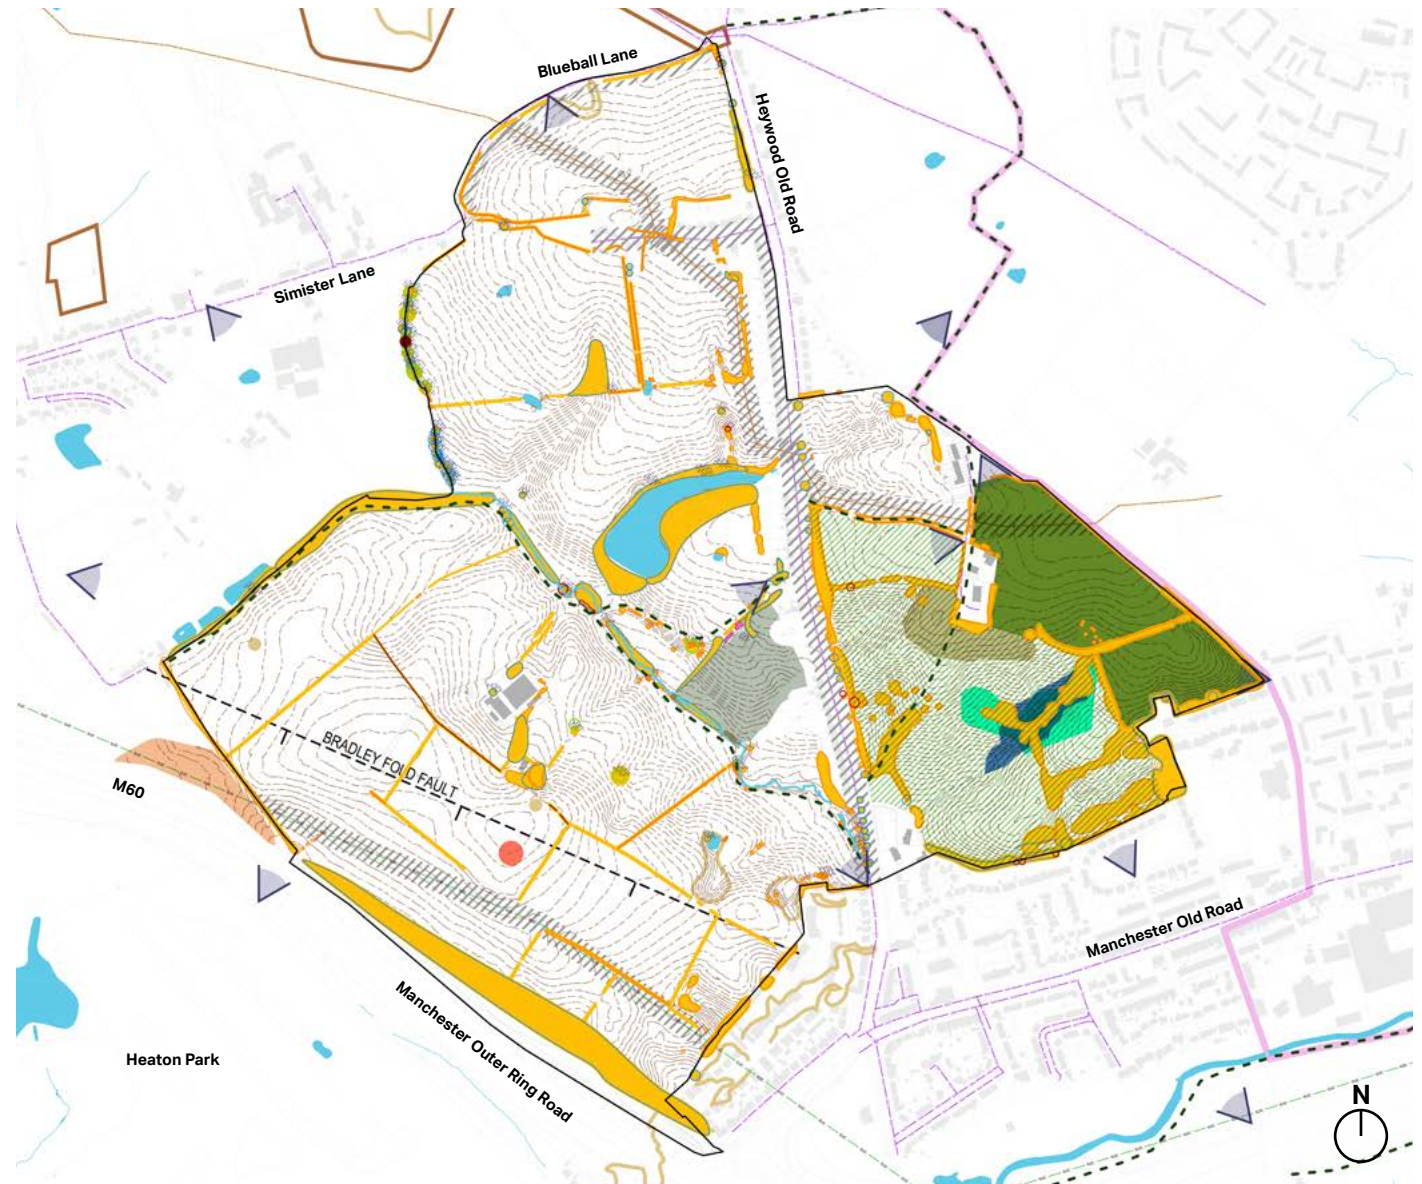 Blueball Lane
Heywood Old Road
Simister Lane
BRADLEY FOLD FAULT
M60
Manchester Old Road
Manchester Outer Ring Road
Heaton Park
N